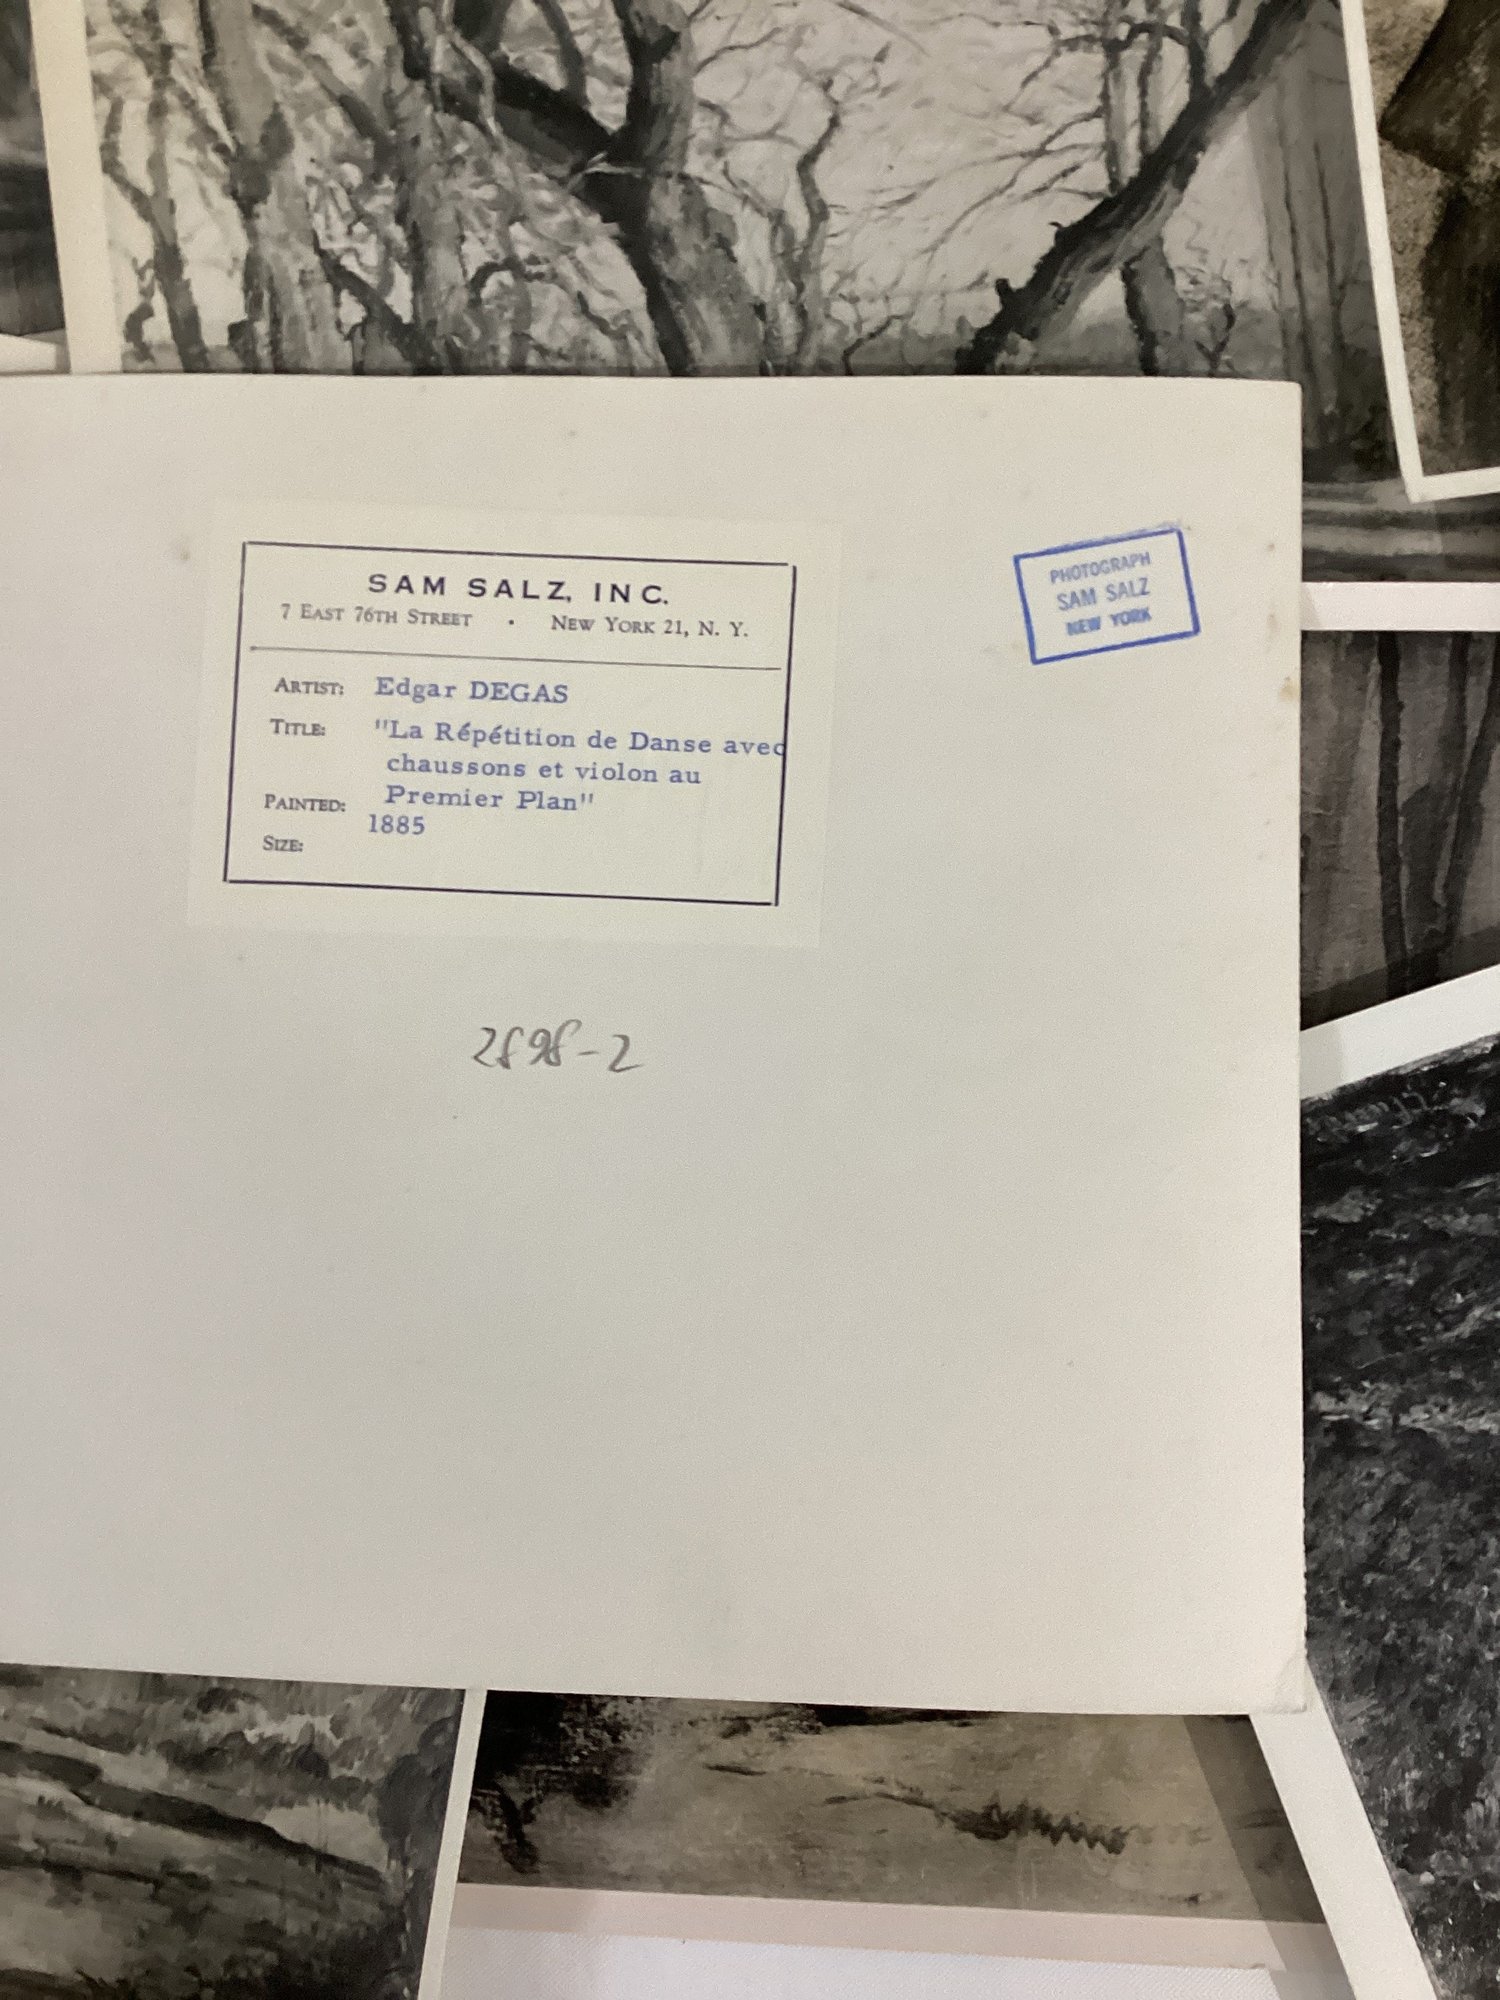 SAM SALZ, INC.
7 EAST 76TH STREET · NEW YORK 21, N. Y.
ARTIST: Edgar DEGAS
TITLE: "La Répétition de Danse avec
chaussons et violon au
Premier Plan"
PAINTED: 1885
SIZE:
PHOTOGRAPH
SAM SALZ
NEW YORK
2898-2